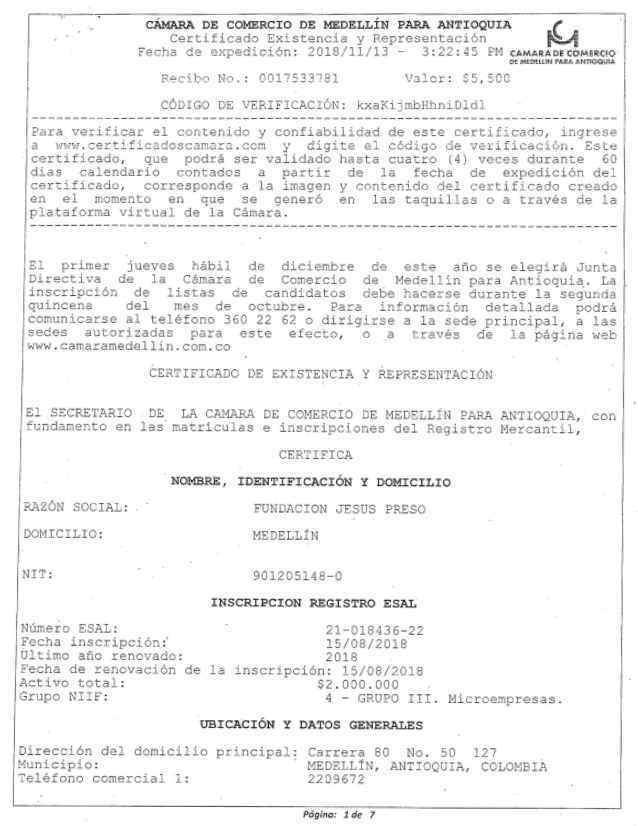 CÁMARA DE COMERCIO DE MEDELLÍN PARA ANTIOQUIA
Certificado Existencia y Representación
Fecha de expedición: 2018/11/13 - 3:22:45 PM
CAMARA DE COMERCIO
DE MEDELLIN PARA ANTIOQUIA
Recibo No.: 0017533781 Valor: $5,500
CÓDIGO DE VERIFICACIÓN: kxaKijmbHhniDldl
Para verificar el contenido y confiabilidad de este certificado, ingrese
a www.certificadoscamara.com y digite el código de verificación. Este
certificado, que podrá ser validado hasta cuatro (4) veces durante 60
días calendario contados a partir de la fecha de expedición del
certificado, corresponde a la imagen y contenido del certificado creado
en el momento en que se generó en las taquillas o a través de la
plataforma virtual de la Cámara.
El primer jueves hábil de diciembre de este año se elegirá Junta
Directiva de la Cámara de Comercio de Medellín para Antioquia. La
inscripción de listas de candidatos debe hacerse durante la segunda
quincena del mes de octubre. Para información detallada podrá
comunicarse al teléfono 360 22 62 o dirigirse a la sede principal, a las
sedes autorizadas para este efecto, o a través de la página web
www.camaramedellin.com.co
CERTIFICADO DE EXISTENCIA Y REPRESENTACIÓN
El SECRETARIO DE LA CAMARA DE COMERCIO DE MEDELLÍN PARA ANTIOQUIA, con
fundamento en las matrículas e inscripciones del Registro Mercantil,
CERTIFICA
NOMBRE, IDENTIFICACIÓN Y DOMICILIO
RAZÓN SOCIAL: FUNDACION JESUS PRESO
DOMICILIO: MEDELLÍN
NIT: 901205148-0
INSCRIPCION REGISTRO ESAL
Número ESAL: 21-018436-22
Fecha inscripción: 15/08/2018
Último año renovado: 2018
Fecha de renovación de la inscripción: 15/08/2018
Activo total: $2.000.000
Grupo NIIF: 4 - GRUPO III. Microempresas.
UBICACIÓN Y DATOS GENERALES
Dirección del domicilio principal: Carrera 80 No. 50 127
Municipio: MEDELLÍN, ANTIOQUIA, COLOMBIA
Teléfono comercial 1: 2209672
Página: 1 de 7